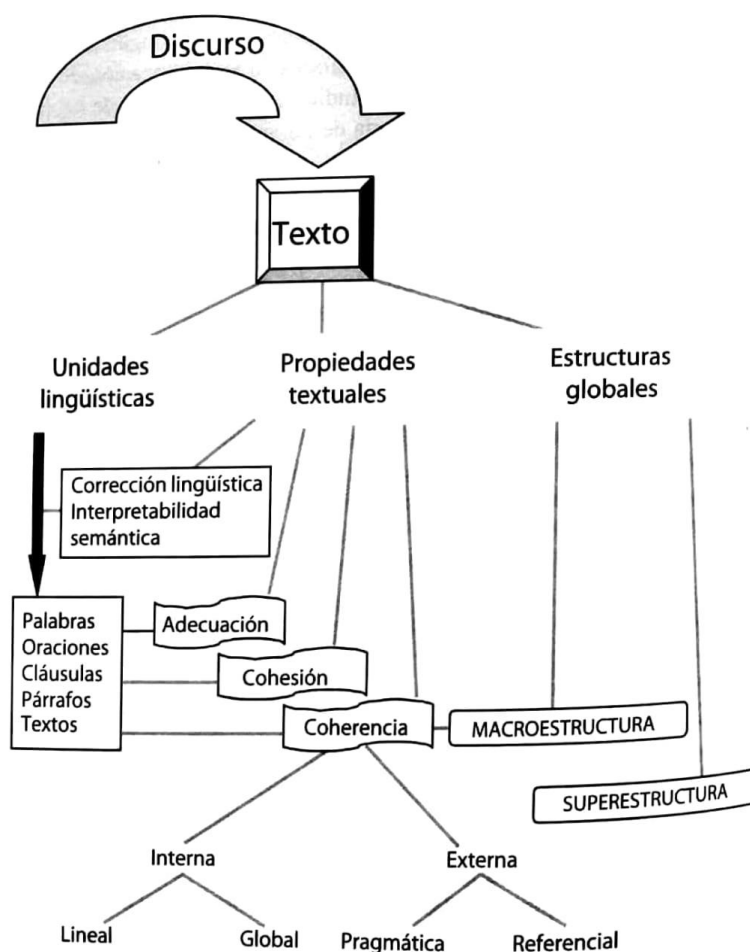 Discurso
Texto
Unidades
lingüísticas
Propiedades
textuales
Estructuras
globales
Corrección lingüística
Interpretabilidad
semántica
Palabras
Oraciones
Cláusulas
Párrafos
Textos
Adecuación
Cohesión
Coherencia
MACROESTRUCTURA
SUPERESTRUCTURA
Interna
Externa
Lineal
Global
Pragmática
Referencial